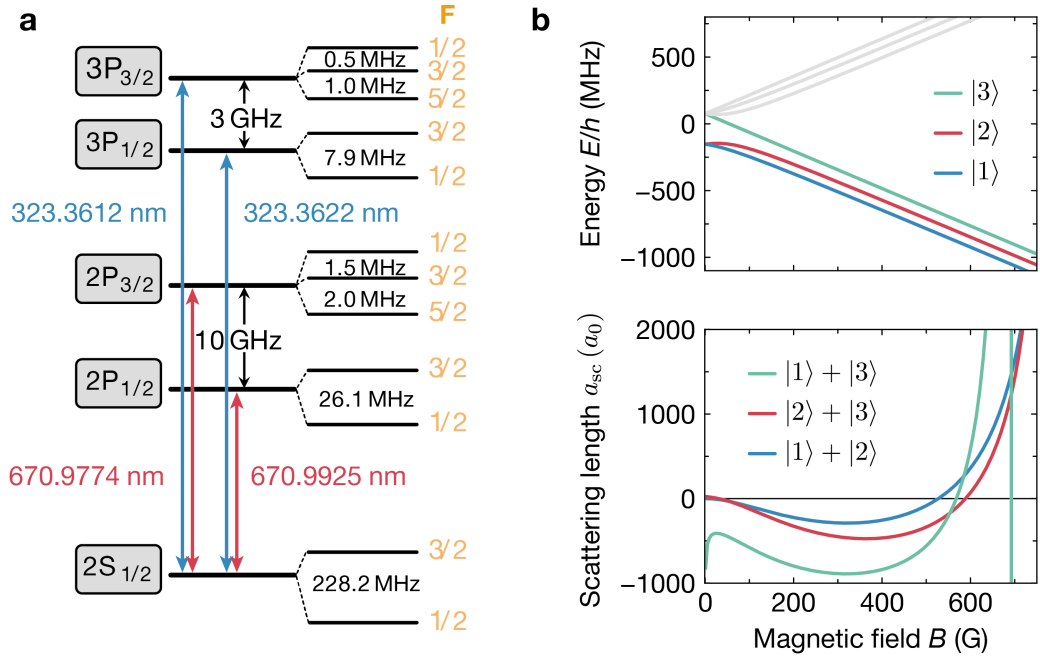 a
F
3P3/2
1/2
0.5 MHz
3/2
1.0 MHz
5/2
3 GHz
3P1/2
3/2
7.9 MHz
1/2
323.3612 nm
323.3622 nm
2P3/2
1/2
1.5 MHz
3/2
2.0 MHz
5/2
10 GHz
2P1/2
3/2
26.1 MHz
1/2
670.9774 nm
670.9925 nm
2S1/2
3/2
228.2 MHz
1/2
b
Energy E/h (MHz)
500
0
−500
−1000
|3⟩
|2⟩
|1⟩
Scattering length asc (a0)
2000
1000
0
−1000
|1⟩ + |3⟩
|2⟩ + |3⟩
|1⟩ + |2⟩
0
200
400
600
Magnetic field B (G)